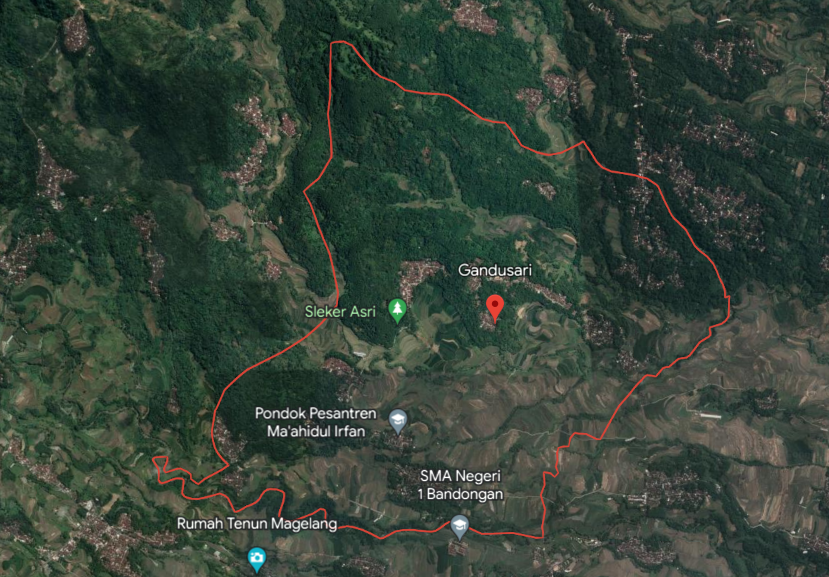 Gandusari
Sleker Asri
Pondok Pesantren
Ma'ahidul Irfan
SMA Negeri
1 Bandongan
Rumah Tenun Magelang